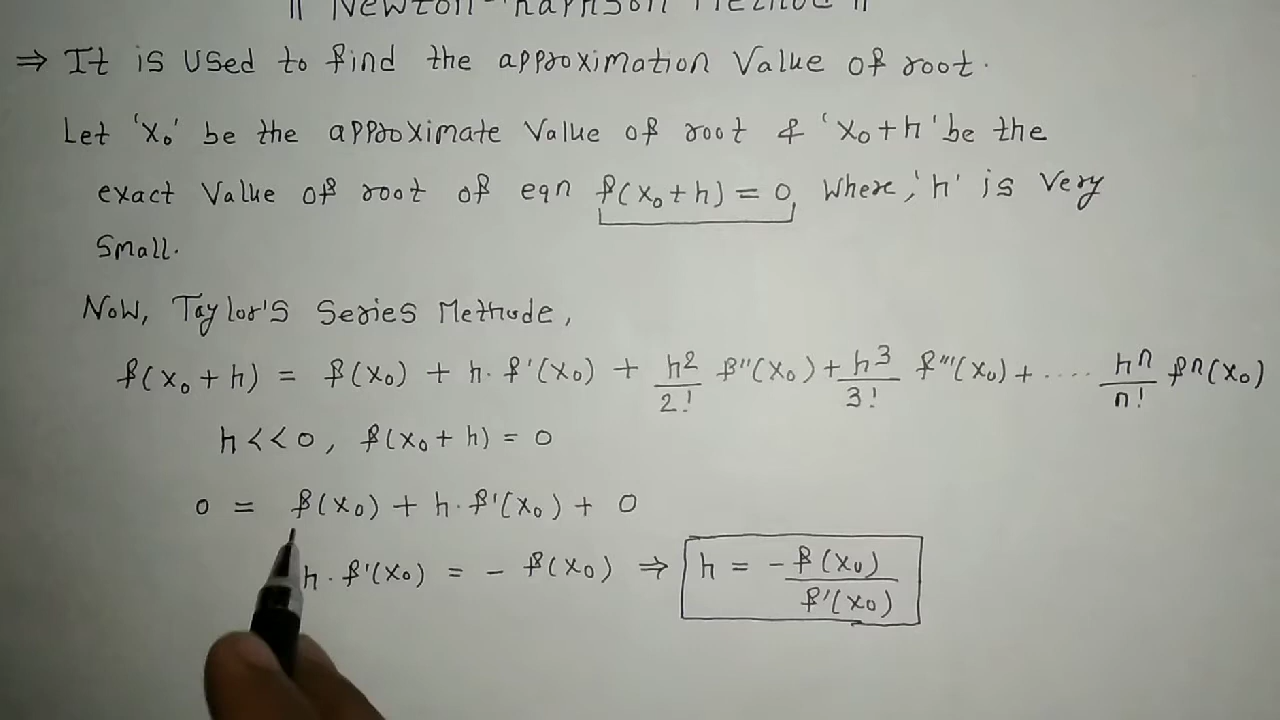 || Newton-Raphson Method ||
⇒ It is used to find the approximation Value of root.
Let 'x₀' be the approximate Value of root & 'x₀+h' be the
exact Value of root of eqn f(x₀+h) = 0, Where, 'h' is Very
Small.
Now, Taylor's Series Methode,
f(x₀+h) = f(x₀) + h. f'(x₀) + h²/2! f''(x₀) + h³/3! f'''(x₀) + .... hⁿ/n! fⁿ(x₀)
h<<0, f(x₀+h) = 0
0 = f(x₀) + h. f'(x₀) + 0
h. f'(x₀) = - f(x₀) ⇒ h = - f(x₀)/f'(x₀)